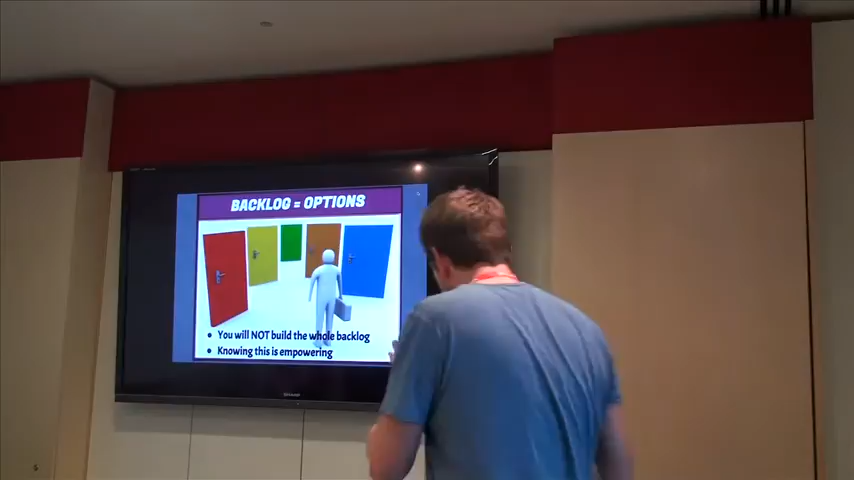 BACKLOG = OPTIONS
• You will NOT build the whole backlog
• Knowing this is empowering